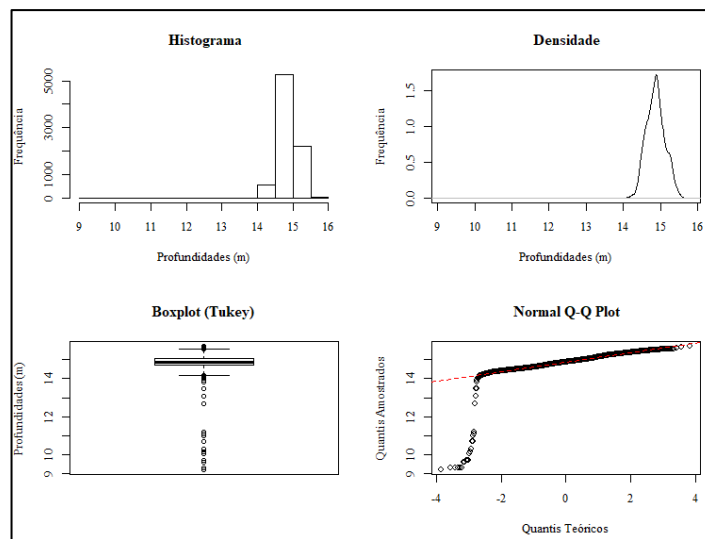 Histograma
Frequência
5000
3000
1000
0
9 10 11 12 13 14 15 16
Profundidades (m)
Densidade
Frequência
1.5
1.0
0.5
0.0
9 10 11 12 13 14 15 16
Profundidades (m)
Boxplot (Tukey)
Profundidades (m)
14
12
10
9
Normal Q-Q Plot
Quantis Amostrados
14
12
10
9
-4 -2 0 2 4
Quantis Teóricos